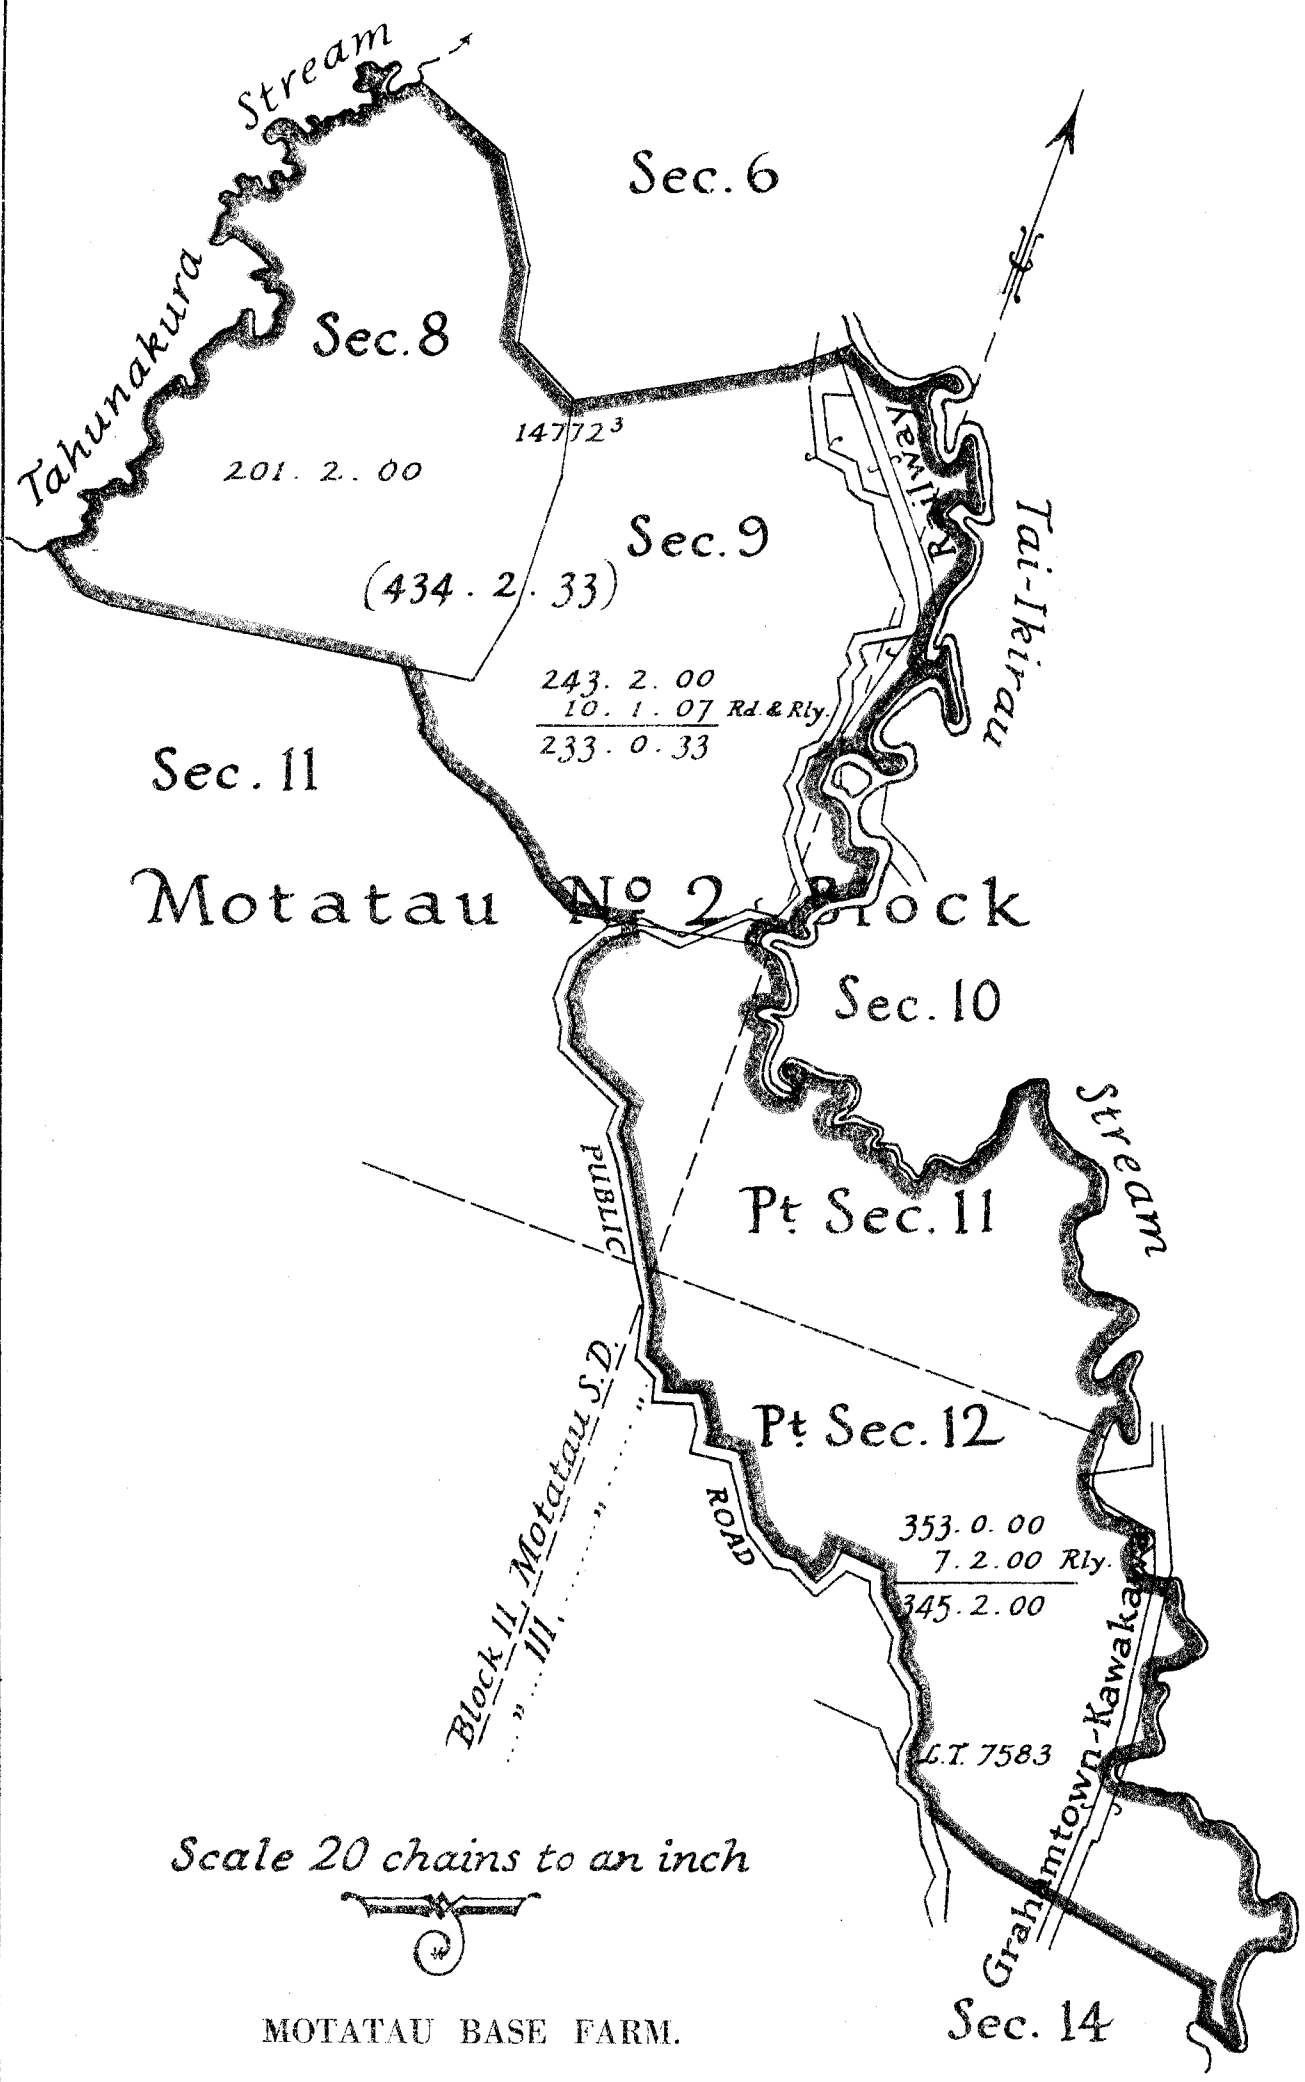 Stream
Sec. 6
Tahunakura
Sec. 8
14772³
201. 2. 00
Railway
Sec. 9
Tai-Ikirau
(434. 2. 33)
243. 2. 00
10. 1. 07 Rd. & Rly.
233. 0. 33
Sec. 11
Motatau No. 2 Block
Sec. 10
Stream
PUBLIC
Pt. Sec. 11
Block II, Motatau S.D.
" III. " "
Pt. Sec. 12
ROAD
353. 0. 00
7. 2. 00 Rly.
345. 2. 00
L.T. 7583
Grahamtown-Kawakawa
Scale 20 chains to an inch
Sec. 14
MOTATAU BASE FARM.